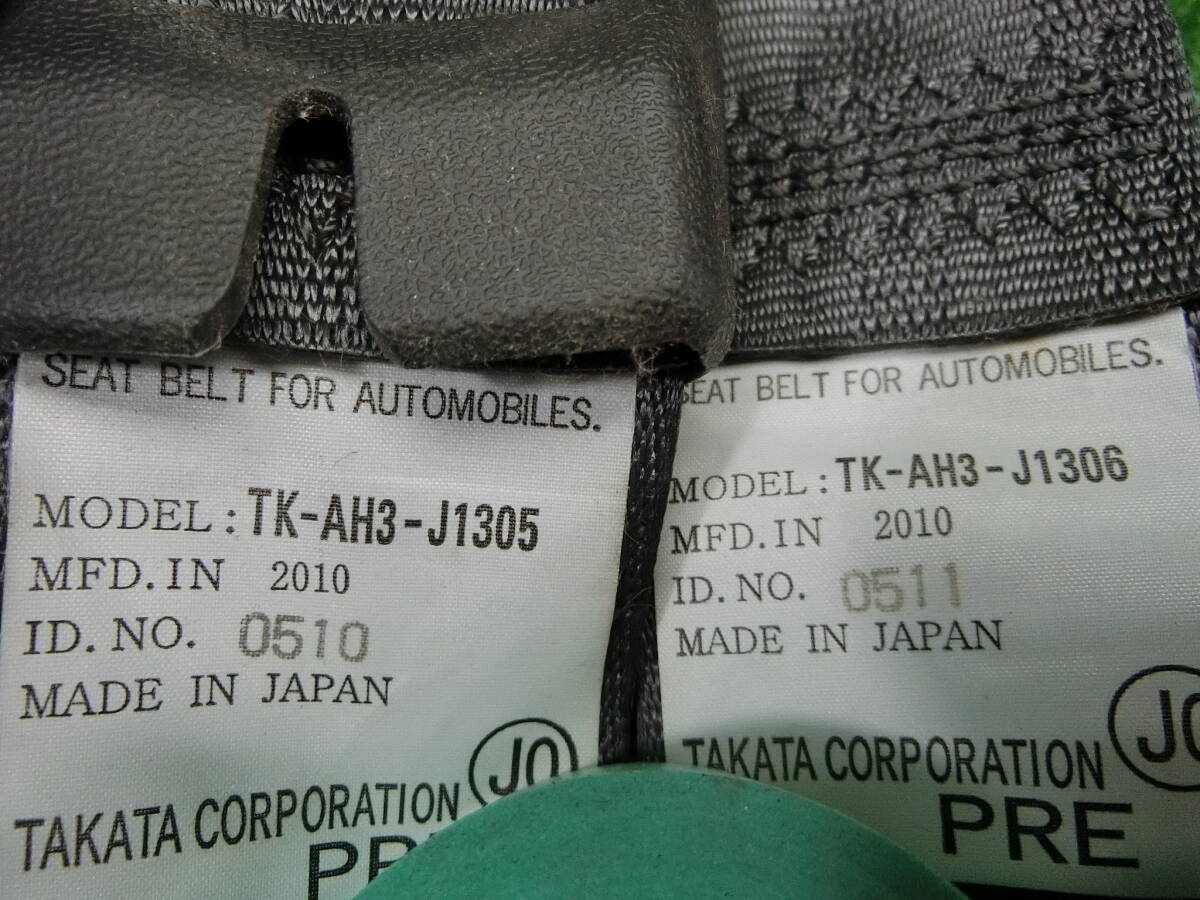 SEAT BELT FOR AUTOMOBILES.
MODEL: TK-AH3-J1305
MFD.IN 2010
ID.NO. 0510
MADE IN JAPAN
JO
TAKATA CORPORATION
SEAT BELT FOR AUTOMOBILES.
MODEL: TK-AH3-J1306
MFD.IN 2010
ID.NO. 0511
MADE IN JAPAN
TAKATA CORPORATION
PRE